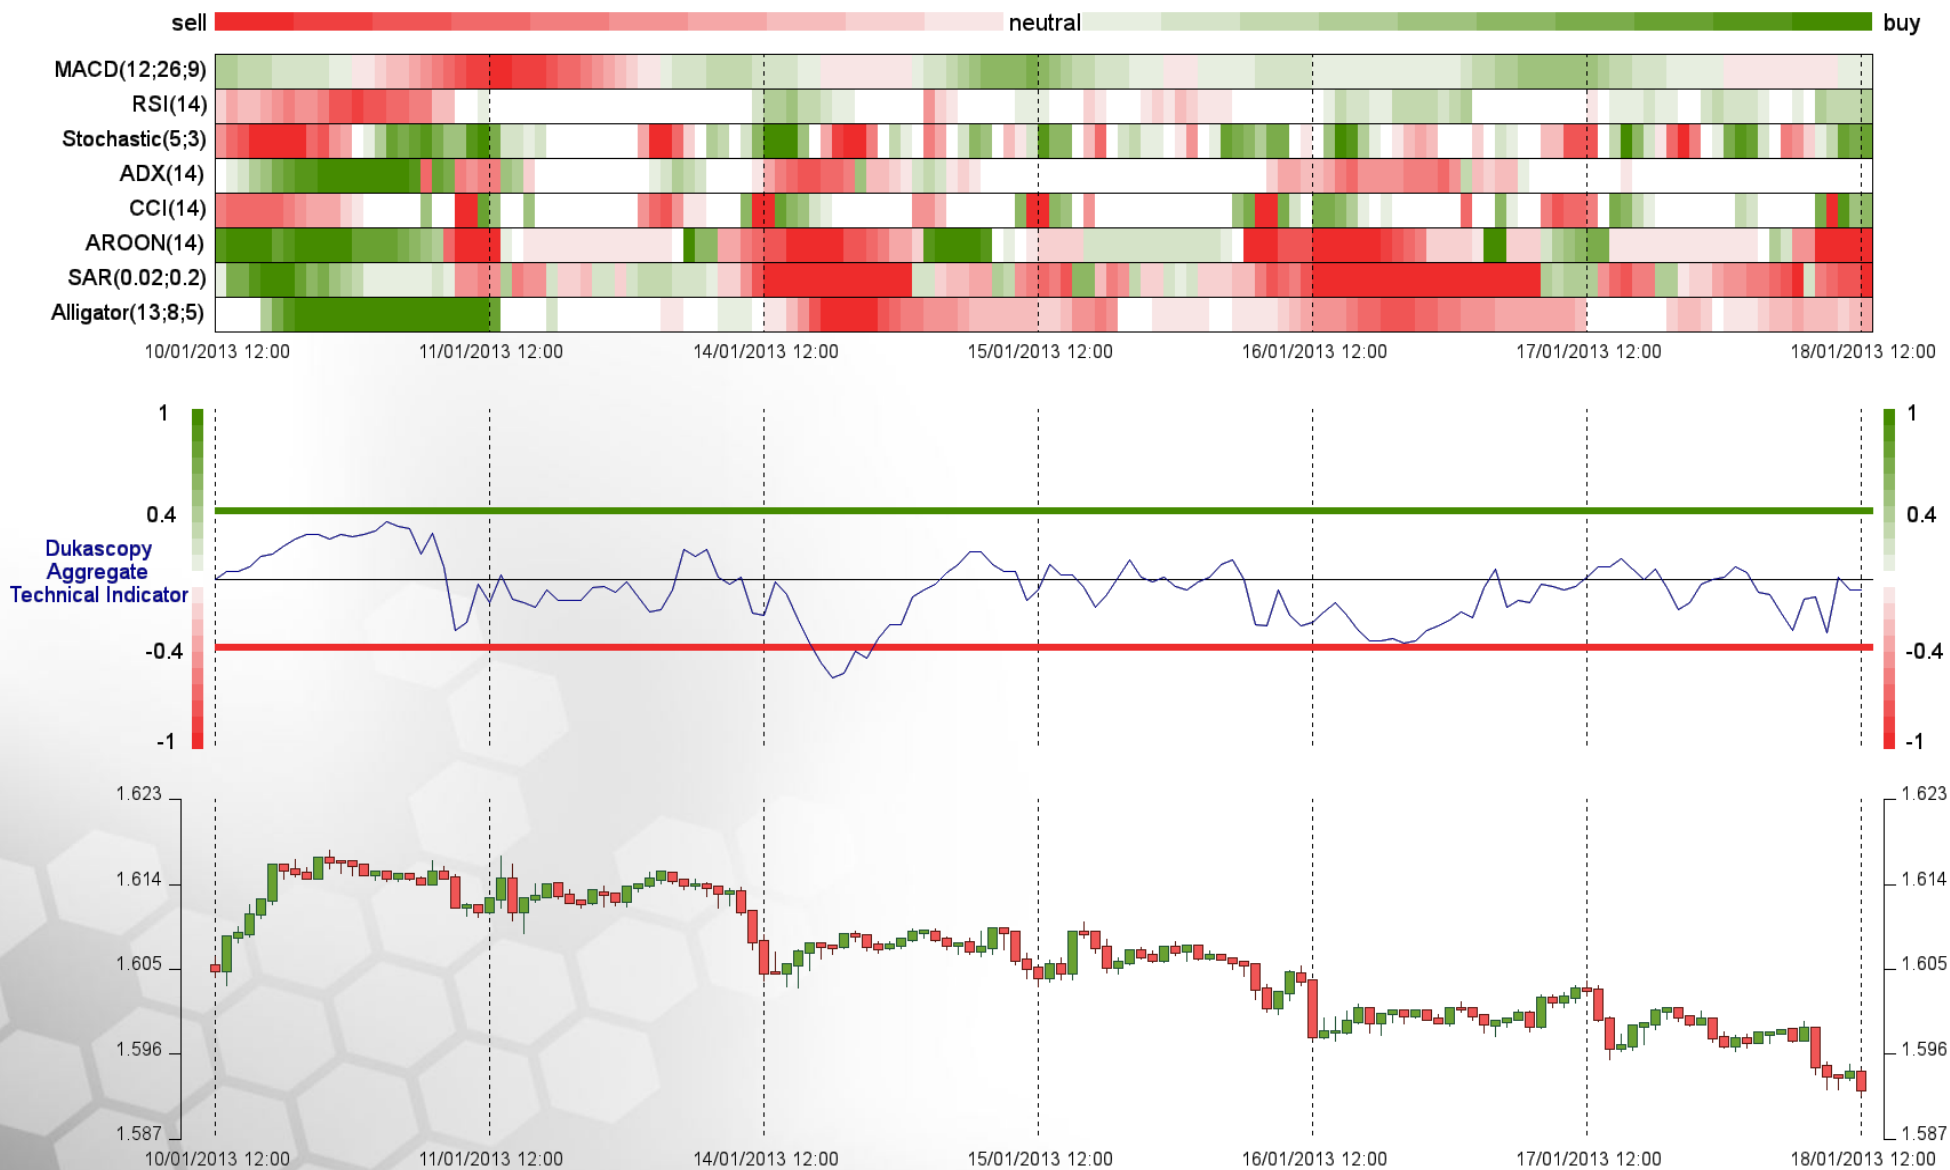 sell neutral buy
MACD(12;26;9)
RSI(14)
Stochastic(5;3)
ADX(14)
CCI(14)
AROON(14)
SAR(0.02;0.2)
Alligator(13;8;5)
10/01/2013 12:00 11/01/2013 12:00 14/01/2013 12:00 15/01/2013 12:00 16/01/2013 12:00 17/01/2013 12:00 18/01/2013 12:00
1 1
0.4 0.4
Dukascopy
Aggregate
Technical Indicator
-0.4 -0.4
-1 -1
1.623 1.623
1.614 1.614
1.605 1.605
1.596 1.596
1.587 1.587
10/01/2013 12:00 11/01/2013 12:00 14/01/2013 12:00 15/01/2013 12:00 16/01/2013 12:00 17/01/2013 12:00 18/01/2013 12:00